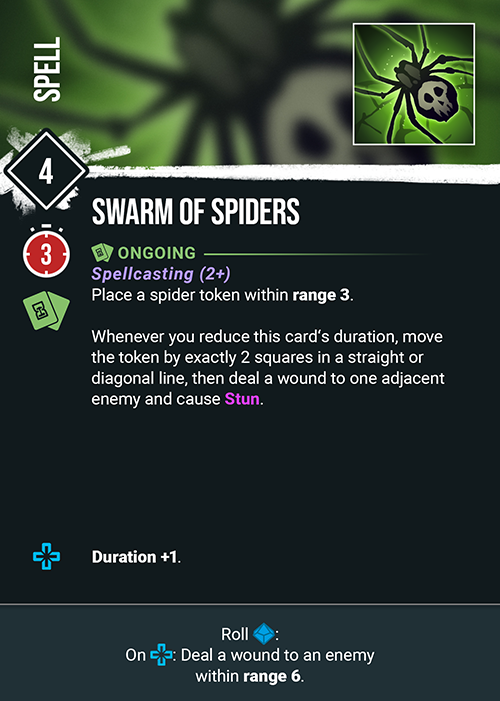 SPELL
4
SWARM OF SPIDERS
3
ONGOING
Spellcasting (2+)
Place a spider token within range 3.
Whenever you reduce this card‘s duration, move
the token by exactly 2 squares in a straight or
diagonal line, then deal a wound to one adjacent
enemy and cause Stun.
Duration +1.
Roll :
On : Deal a wound to an enemy
within range 6.